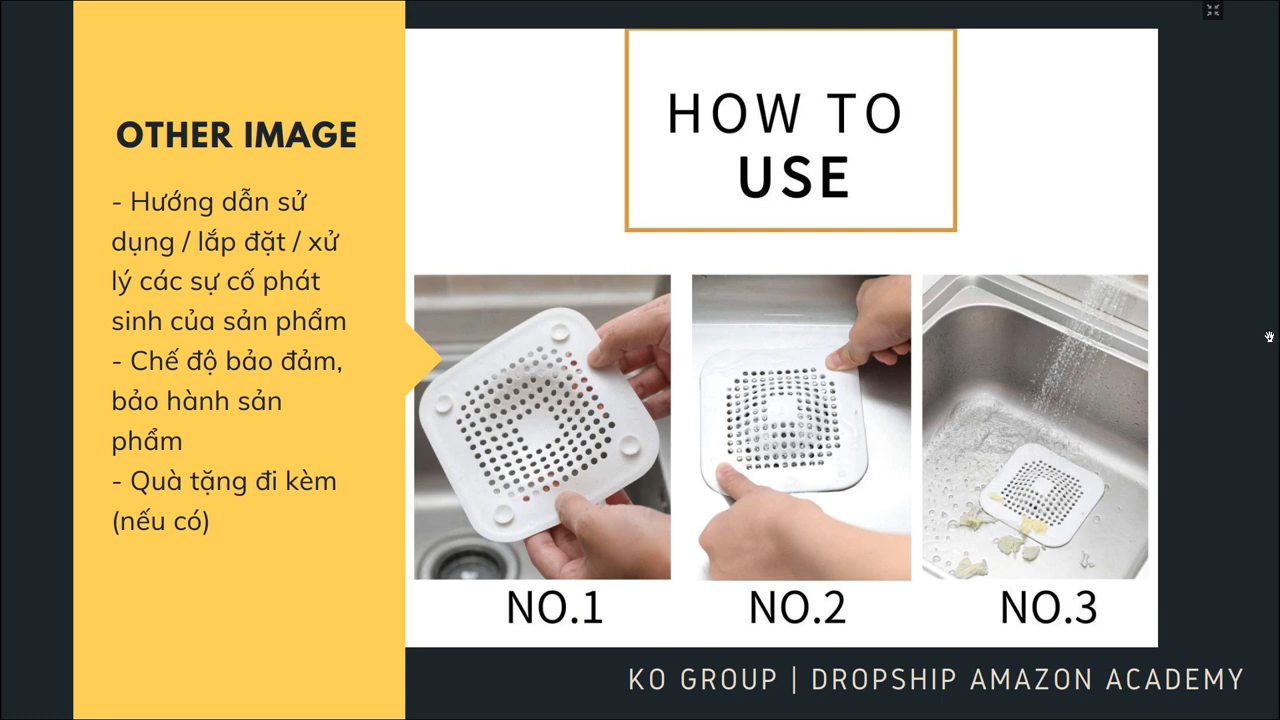 OTHER IMAGE
- Hướng dẫn sử
dụng / lắp đặt / xử
lý các sự cố phát
sinh của sản phẩm
- Chế độ bảo đảm,
bảo hành sản
phẩm
- Quà tặng đi kèm
(nếu có)
HOW TO
USE
NO.1
NO.2
NO.3
KO GROUP | DROPSHIP AMAZON ACADEMY